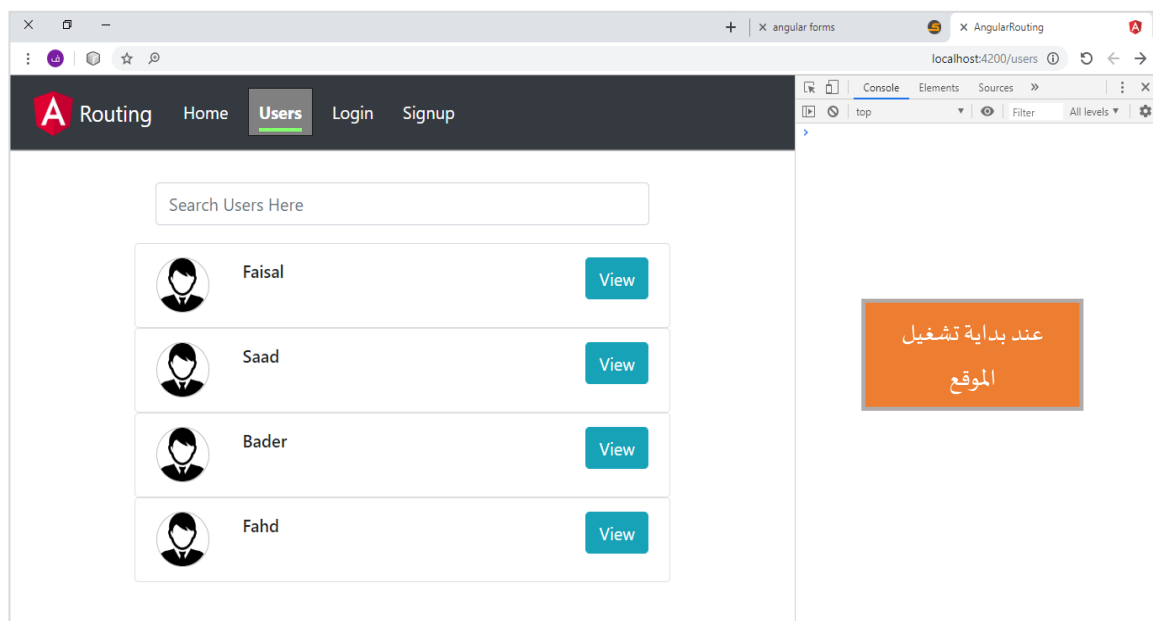 angular forms
AngularRouting
ف
localhost:4200/users
Routing Home Users Login Signup
Console Elements Sources »
top Filter All levels
Search Users Here
Faisal View
Saad View
Bader View
Fahd View
عند بداية تشغيل
الموقع